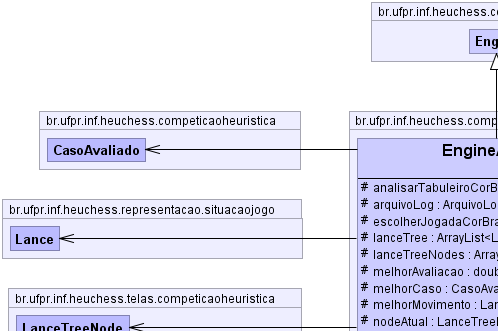 br.ufpr.inf.heuchess.co
Eng
br.ufpr.inf.heuchess.competicaoheuristica
CasoAvaliado
br.ufpr.inf.heuchess.representacao.situacaojogo
Lance
br.ufpr.inf.heuchess.telas.competicaoheuristica
LanceTreeNode
br.ufpr.inf.heuchess.comp
EngineA
# analisarTabuleiroCorB
# arquivoLog : ArquivoLo
# escolherJogadaCorBra
# lanceTree : ArrayList<L
# lanceTreeNodes : Array
# melhorAvaliacao : doub
# melhorCaso : CasoAva
# melhorMovimento : Lan
# nodeAtual : LanceTreeN